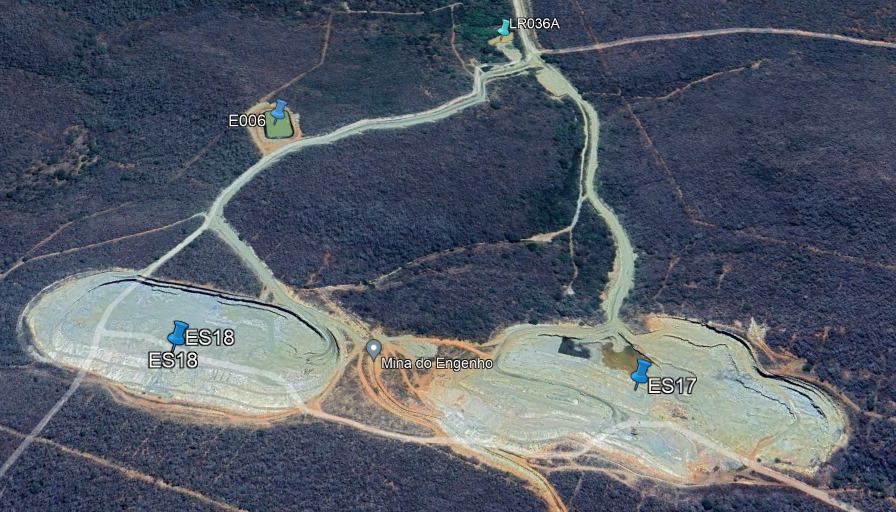 LR036A
E006
ES18
ES18
Mina do Engenho
ES17